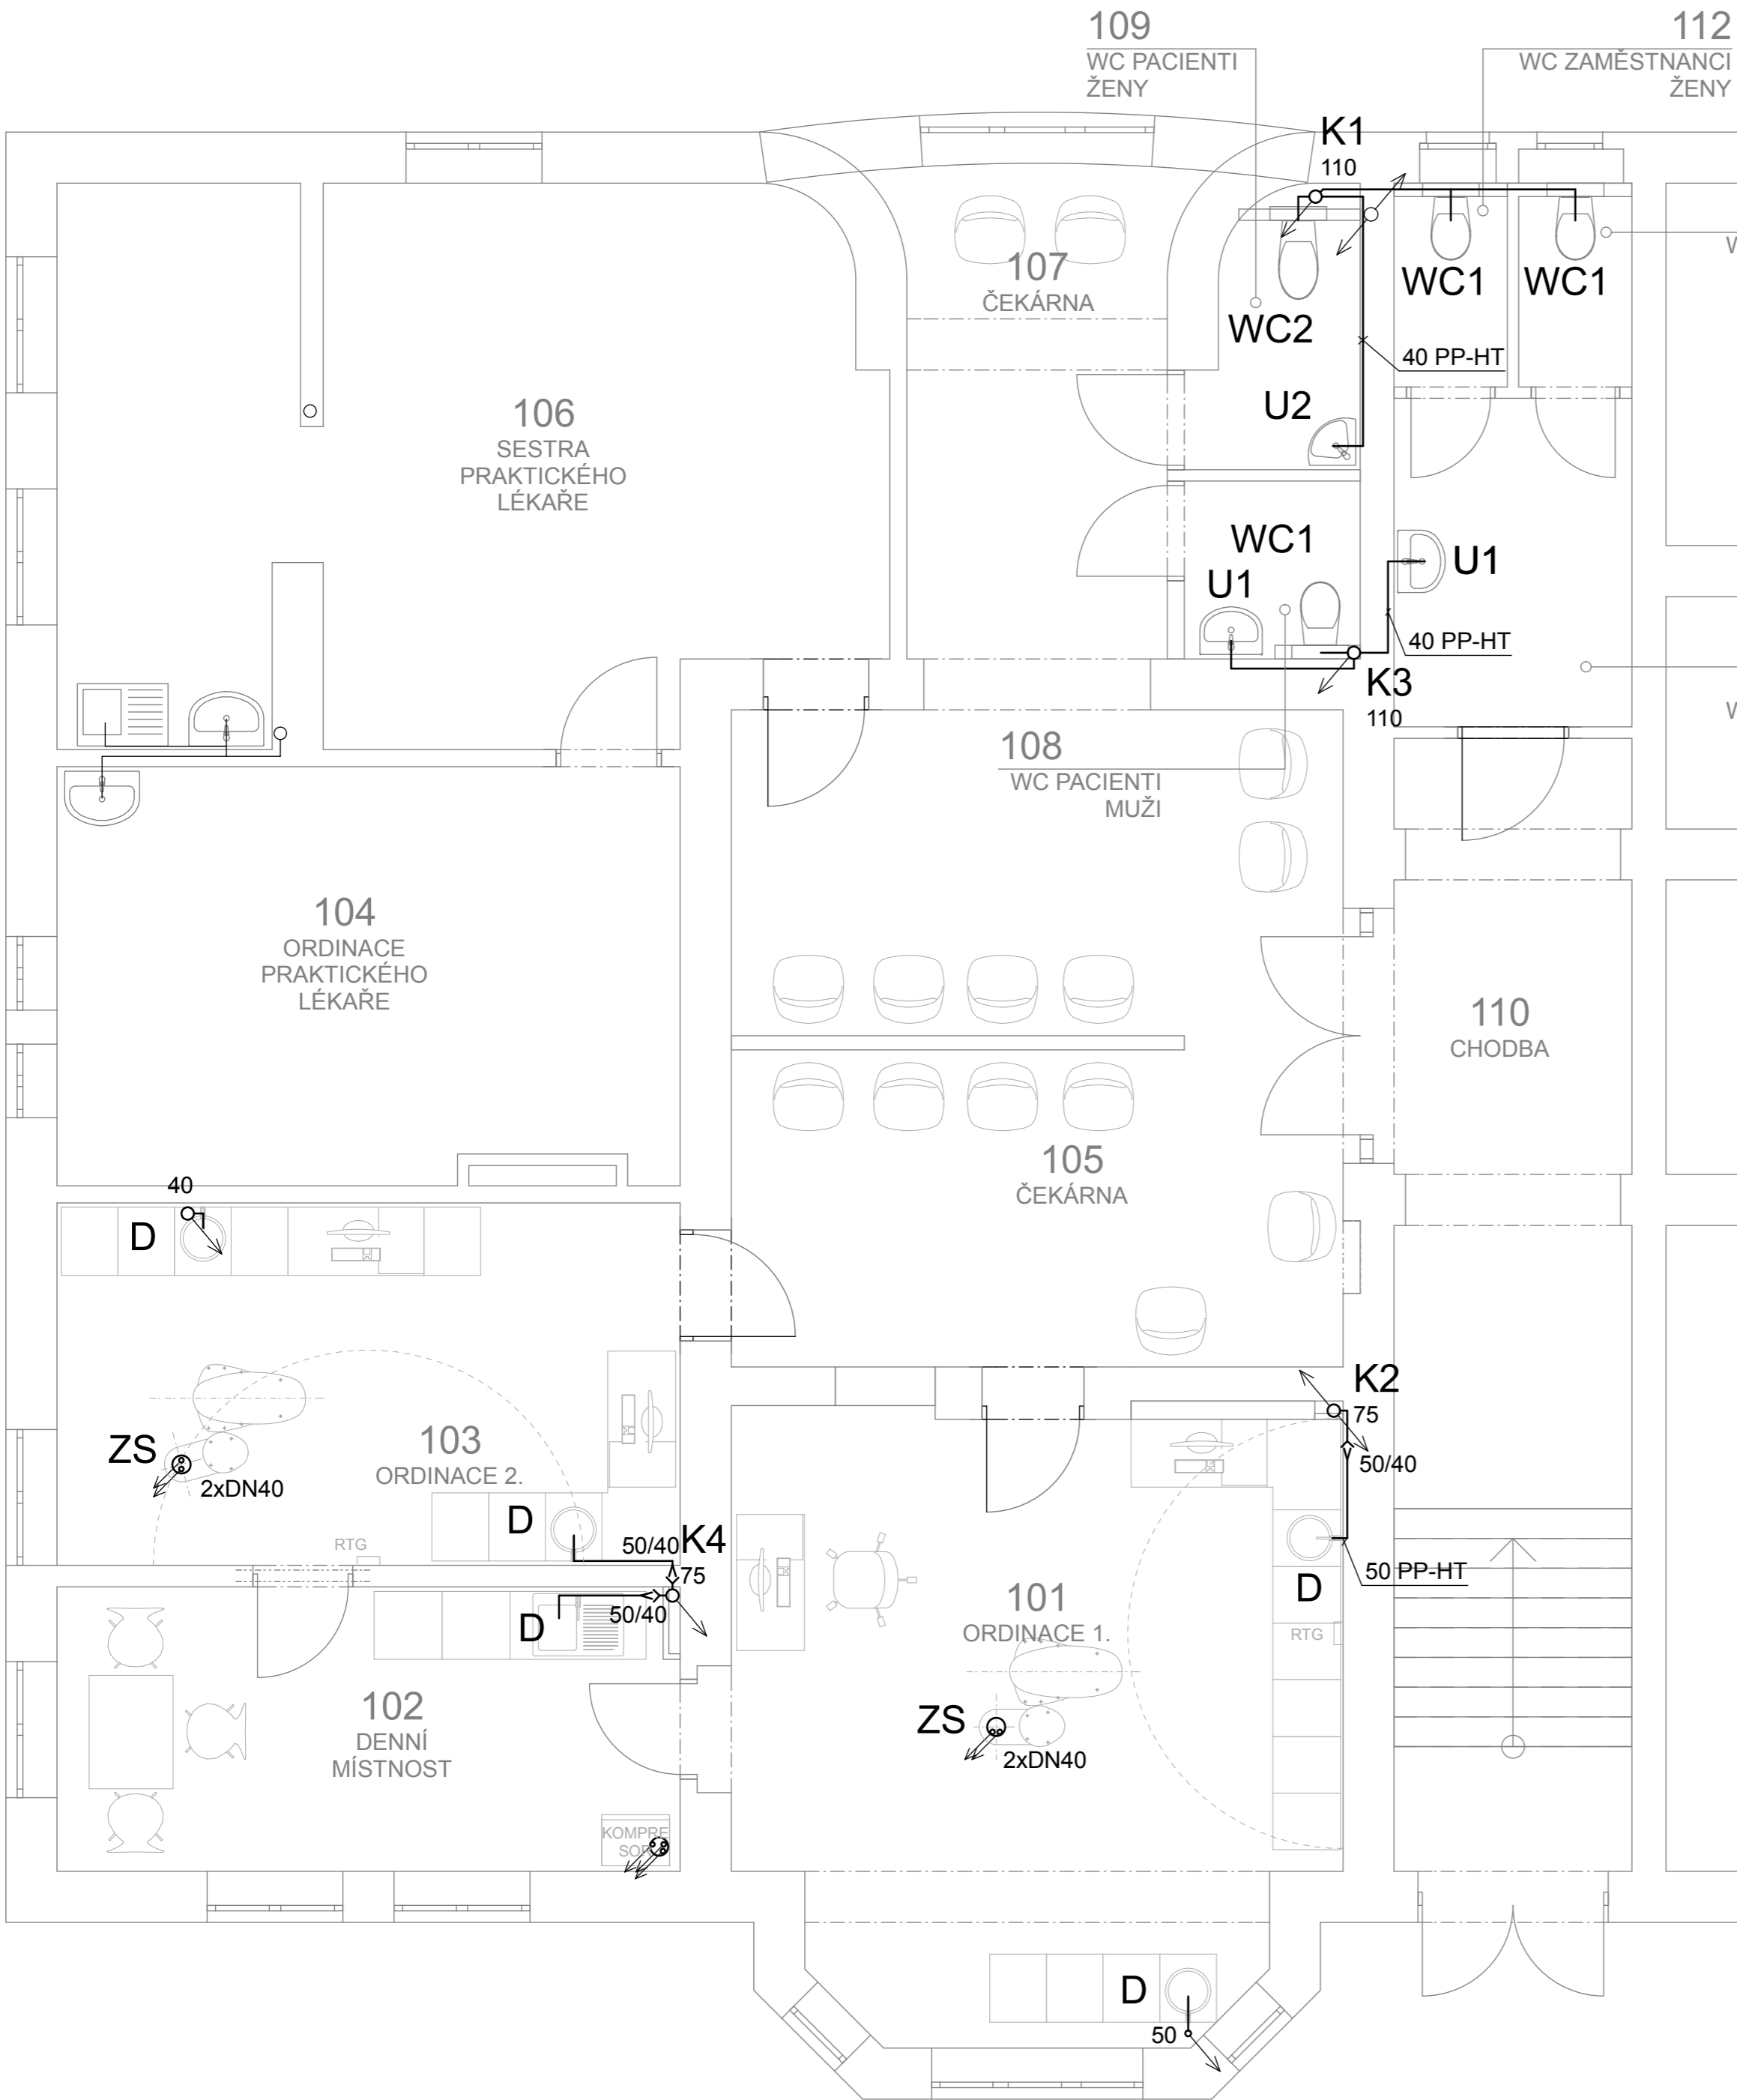 109
WC PACIENTI
ŽENY
112
WC ZAMĚSTNANCI
ŽENY
K1
110
107
ČEKÁRNA
WC1
WC1
W
WC2
40 PP-HT
U2
106
SESTRA
PRAKTICKÉHO
LÉKAŘE
WC1
U1
U1
40 PP-HT
K3
110
W
108
WC PACIENTI
MUŽI
104
ORDINACE
PRAKTICKÉHO
LÉKAŘE
110
CHODBA
105
ČEKÁRNA
40
D
K2
75
50/40
103
ORDINACE 2.
ZS
2xDN40
D
RTG
50/40
K4
75
50/40
D
50 PP-HT
D
101
ORDINACE 1.
RTG
102
DENNÍ
MÍSTNOST
ZS
2xDN40
KOMPRE
SOR
D
50